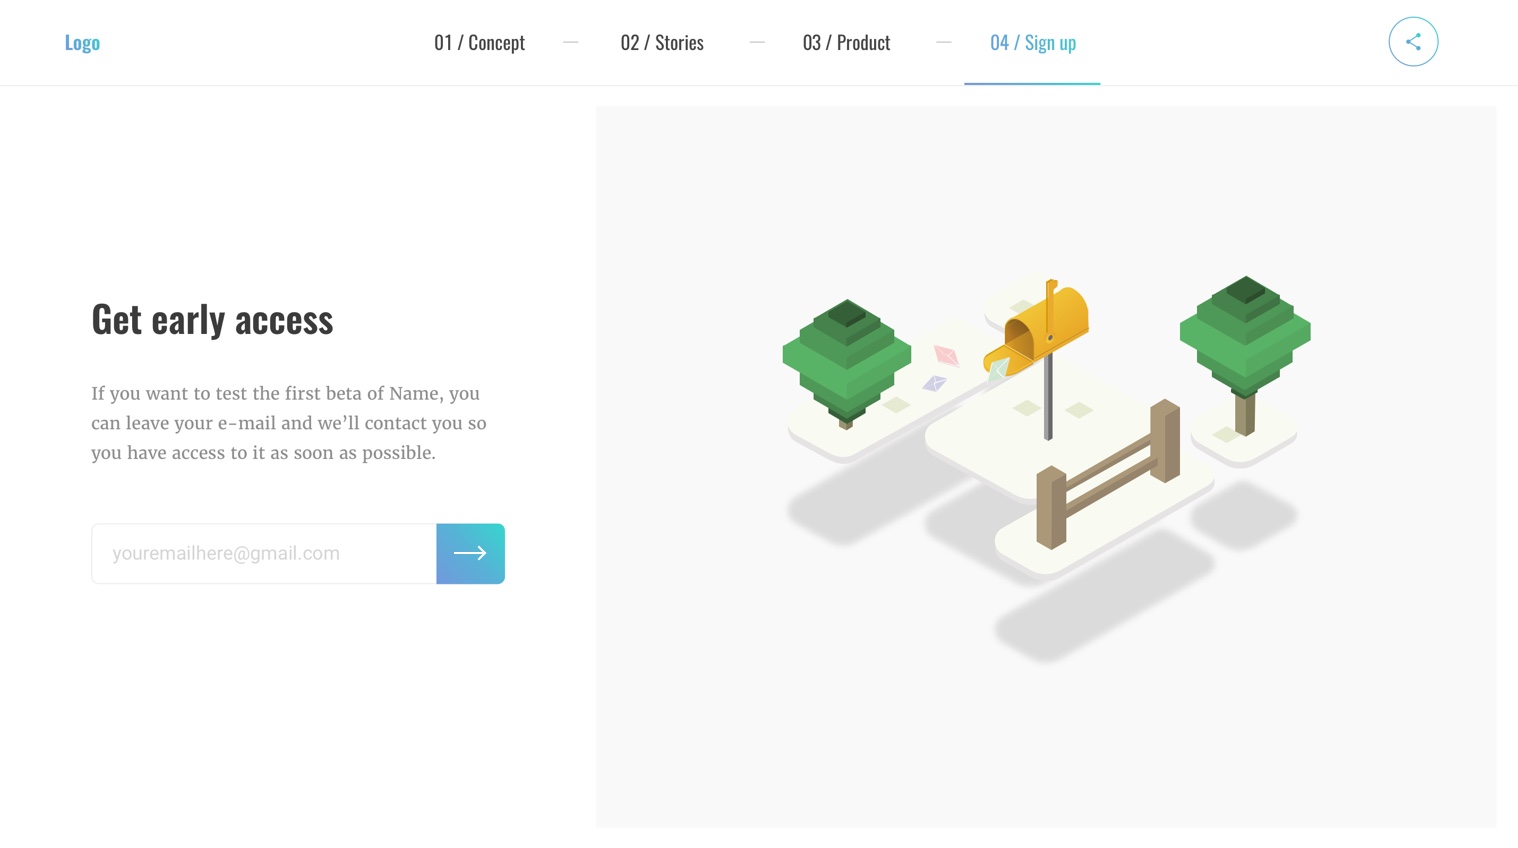 Logo
01 / Concept
02 / Stories
03 / Product
04 / Sign up
Get early access
If you want to test the first beta of Name, you
can leave your e-mail and we’ll contact you so
you have access to it as soon as possible.
youremailhere@gmail.com